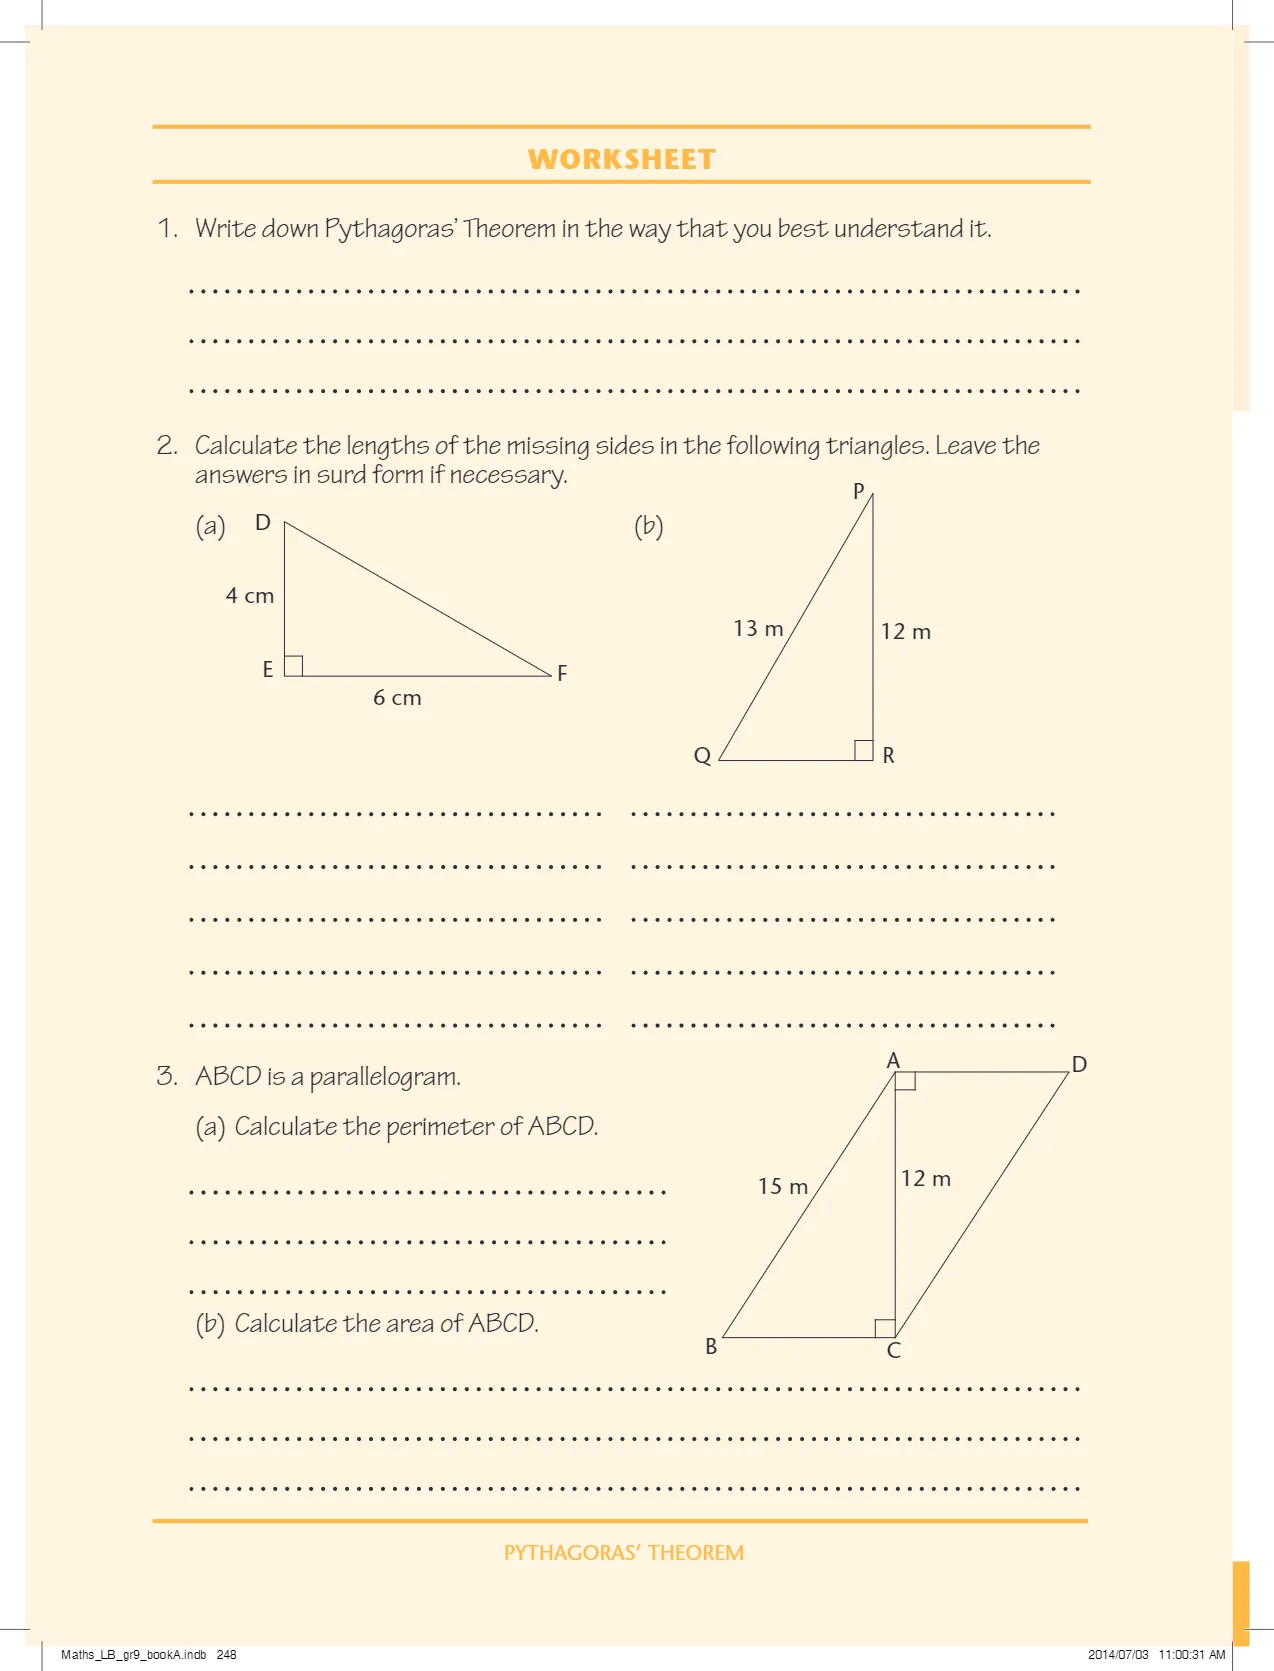 WORKSHEET
1. Write down Pythagoras’ Theorem in the way that you best understand it.
2. Calculate the lengths of the missing sides in the following triangles. Leave the
answers in surd form if necessary.
(a)
D
4 cm
E
F
6 cm
(b)
P
13 m
12 m
Q
R
3. ABCD is a parallelogram.
(a) Calculate the perimeter of ABCD.
(b) Calculate the area of ABCD.
A
D
15 m
12 m
B
C
PYTHAGORAS’ THEOREM
Maths_LB_gr9_bookA.indb 248
2014/07/03 11:00:31 AM